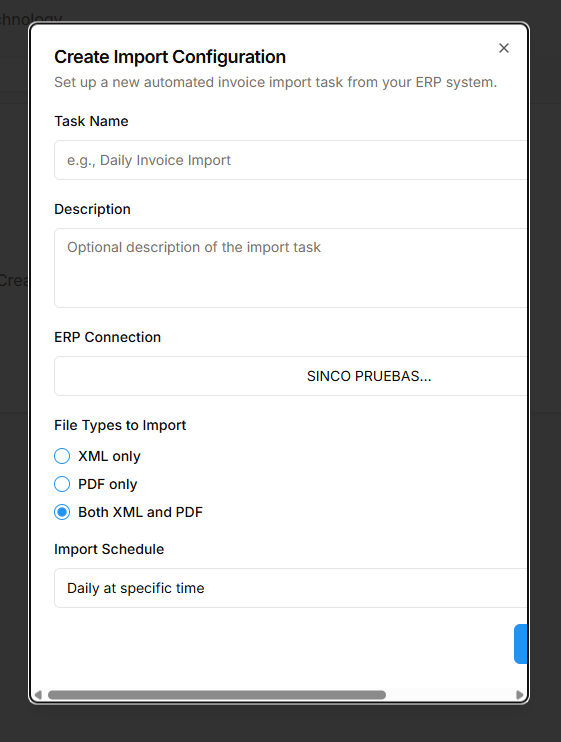 chnology
Create Import Configuration
Set up a new automated invoice import task from your ERP system.
Task Name
e.g., Daily Invoice Import
Description
Optional description of the import task
Crea
ERP Connection
SINCO PRUEBAS...
File Types to Import
XML only
PDF only
Both XML and PDF
Import Schedule
Daily at specific time